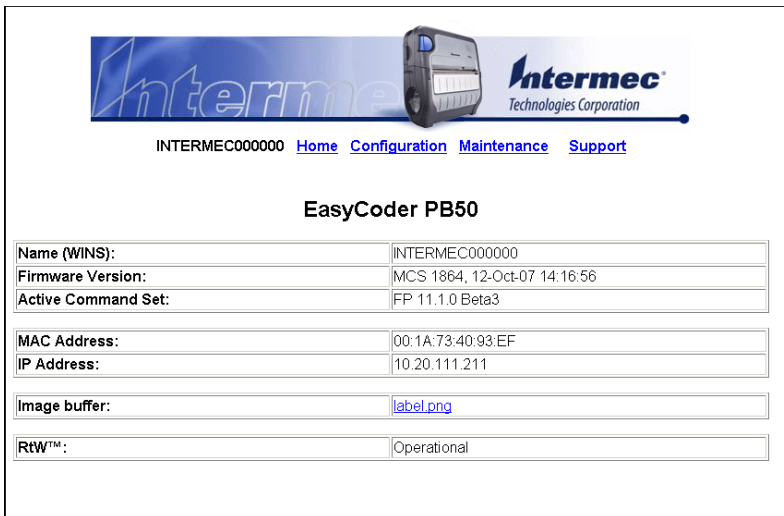 Intermec
Intermec
Technologies Corporation
INTERMEC000000 Home Configuration Maintenance Support
EasyCoder PB50
Name (WINS): INTERMEC000000
Firmware Version: MCS 1864, 12-Oct-07 14:16:56
Active Command Set: FP 11.1.0 Beta3
MAC Address: 00:1A:73:40:93:EF
IP Address: 10.20.111.211
Image buffer: label.png
RtW™: Operational